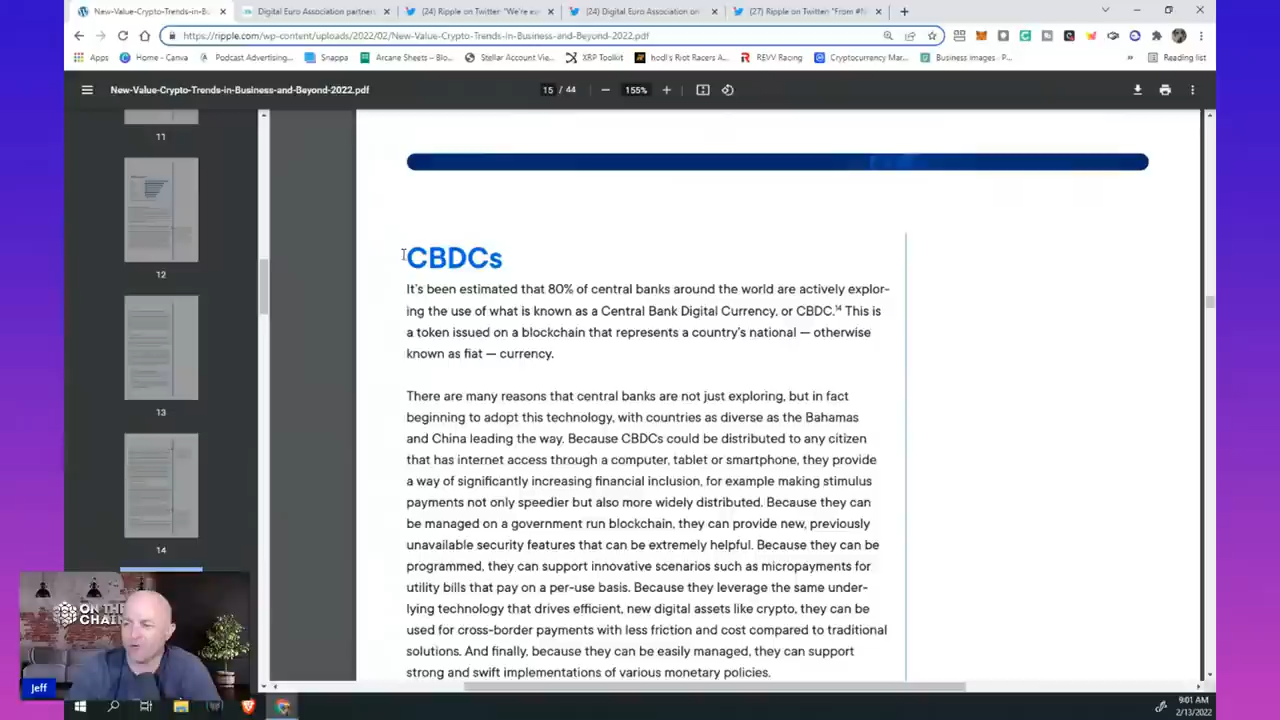 New-Value-Crypto-Trends-in-B
Digital Euro Association partners
(24) Ripple on Twitter: "We're ex
(24) Digital Euro Association on
(27) Ripple on Twitter: "From #N
https://ripple.com/wp-content/uploads/2022/02/New-Value-Crypto-Trends-in-Business-and-Beyond-2022.pdf
Apps
Home - Canva
Podcast Advertising...
Snappa
Arcane Sheets -- Blo...
Stellar Account Vie...
XRP Toolkit
hodl's Riot Racers A...
REVV Racing
Cryptocurrency Mar...
Business images · P...
»
Reading list
New-Value-Crypto-Trends-in-Business-and-Beyond-2022.pdf
15 / 44
155%
11
12
13
14
CBDCs
It's been estimated that 80% of central banks around the world are actively explor-
ing the use of what is known as a Central Bank Digital Currency, or CBDC.¹⁴ This is
a token issued on a blockchain that represents a country's national — otherwise
known as fiat — currency.
There are many reasons that central banks are not just exploring, but in fact
beginning to adopt this technology, with countries as diverse as the Bahamas
and China leading the way. Because CBDCs could be distributed to any citizen
that has internet access through a computer, tablet or smartphone, they provide
a way of significantly increasing financial inclusion, for example making stimulus
payments not only speedier but also more widely distributed. Because they can
be managed on a government run blockchain, they can provide new, previously
unavailable security features that can be extremely helpful. Because they can be
programmed, they can support innovative scenarios such as micropayments for
utility bills that pay on a per-use basis. Because they leverage the same under-
lying technology that drives efficient, new digital assets like crypto, they can be
used for cross-border payments with less friction and cost compared to traditional
solutions. And finally, because they can be easily managed, they can support
strong and swift implementations of various monetary policies.
ON THE
CHAIN
Jeff
9:01 AM
2/13/2022